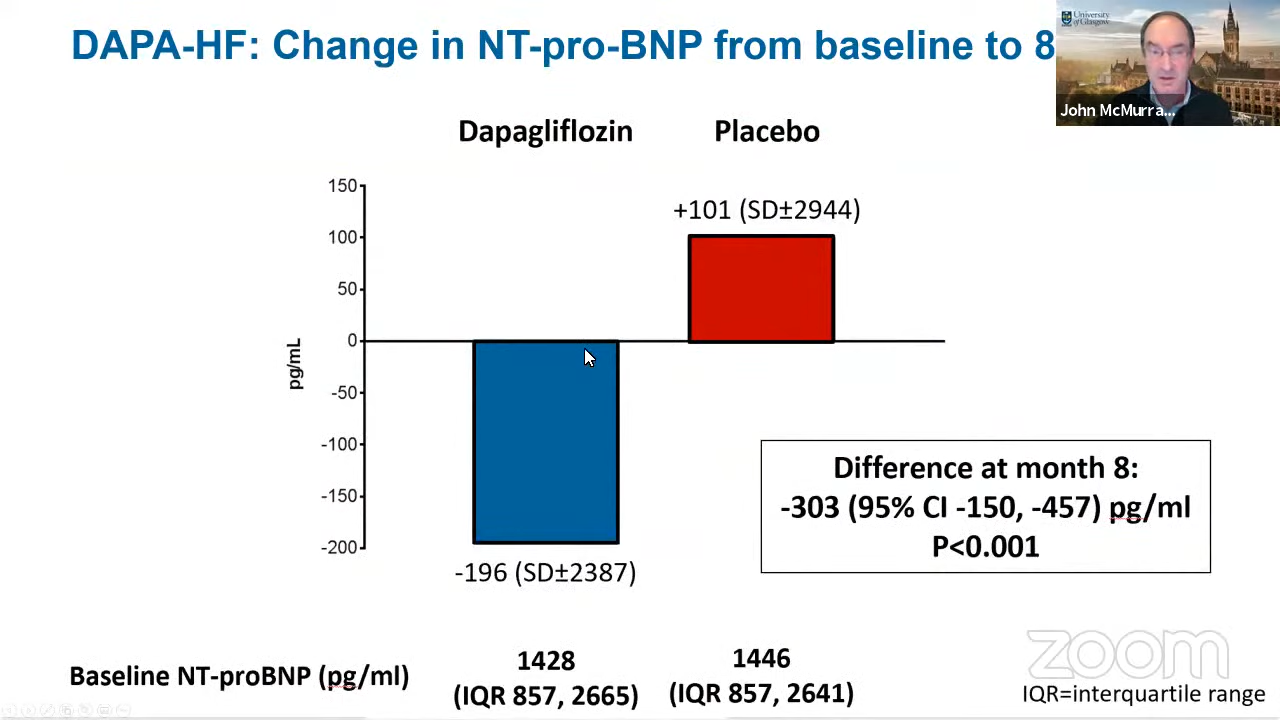 DAPA-HF: Change in NT-pro-BNP from baseline to 8
University
of Glasgow
John McMurra...
Dapagliflozin
Placebo
+101 (SD±2944)
150
100
50
0
-50
-100
-150
-200
pg/mL
-196 (SD±2387)
Difference at month 8:
-303 (95% CI -150, -457) pg/ml
P<0.001
Baseline NT-proBNP (pg/ml)
1428
(IQR 857, 2665)
1446
(IQR 857, 2641)
zoom
IQR=interquartile range